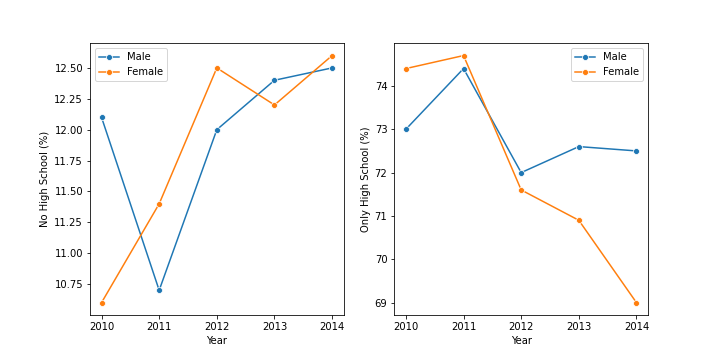 No High School (%)
12.50
12.25
12.00
11.75
11.50
11.25
11.00
10.75
Male
Female
2010 2011 2012 2013 2014
Year
Only High School (%)
74
73
72
71
70
69
Male
Female
2010 2011 2012 2013 2014
Year